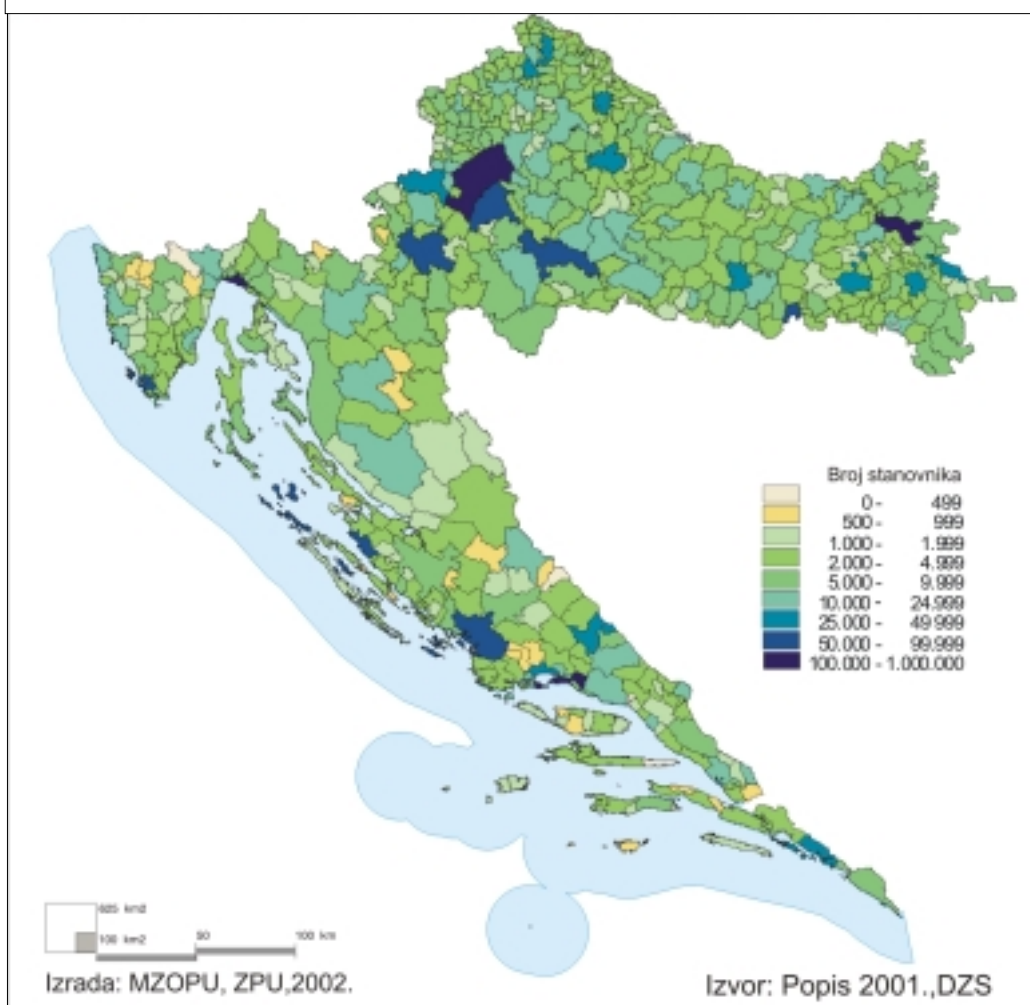 Broj stanovnika
0 - 499
500 - 999
1.000 - 1.999
2.000 - 4.999
5.000 - 9.999
10.000 - 24.999
25.000 - 49.999
50.000 - 99.999
100.000 - 1.000.000
625 km2
100 km2 50 100 km
Izrada: MZOPU, ZPU,2002.
Izvor: Popis 2001.,DZS